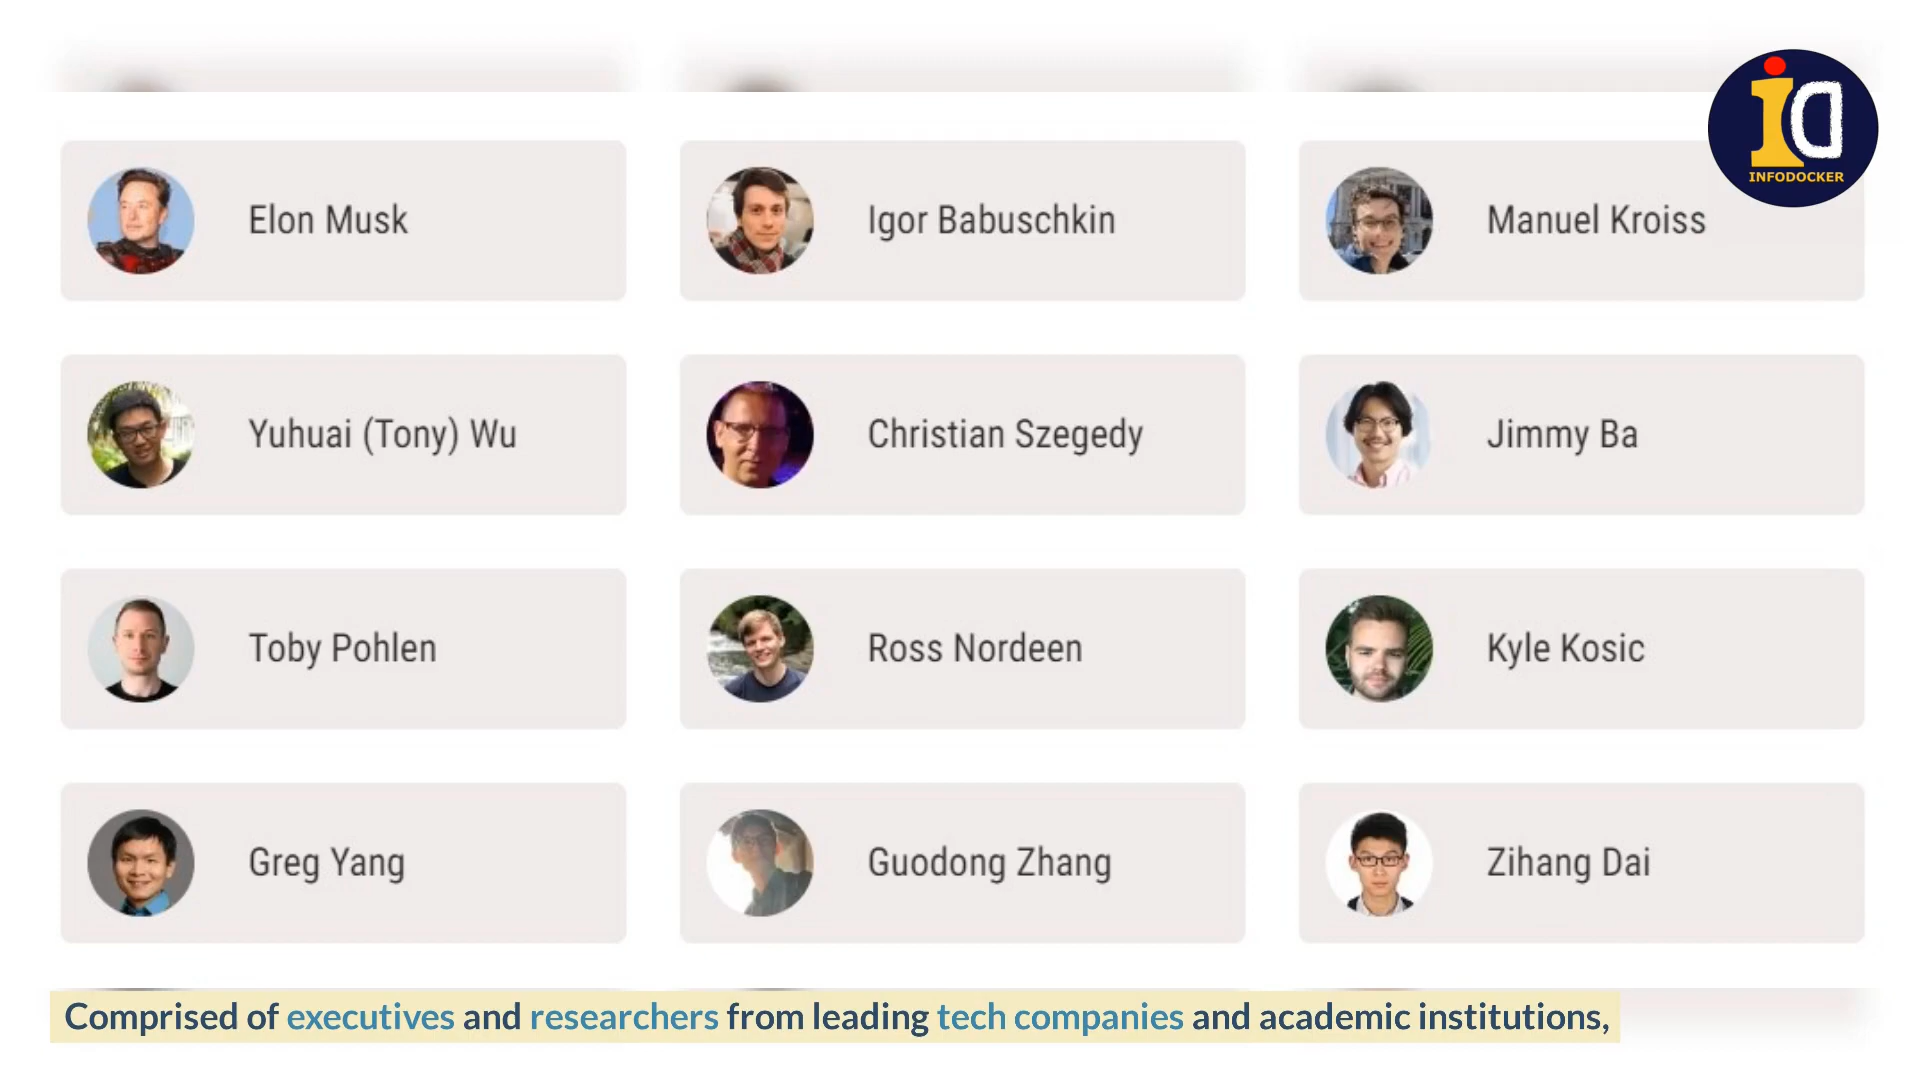 iD
INFODOCKER
Elon Musk
Igor Babuschkin
Manuel Kroiss
Yuhuai (Tony) Wu
Christian Szegedy
Jimmy Ba
Toby Pohlen
Ross Nordeen
Kyle Kosic
Greg Yang
Guodong Zhang
Zihang Dai
Comprised of executives and researchers from leading tech companies and academic institutions,